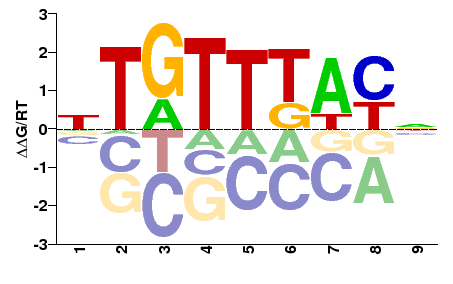 3
2
1
0
-1
-2
-3
ΔΔG/RT
T T G T T T A C
A G T T
C C T A A A G G
G C C C C C A
G
1 2 3 4 5 6 7 8 9